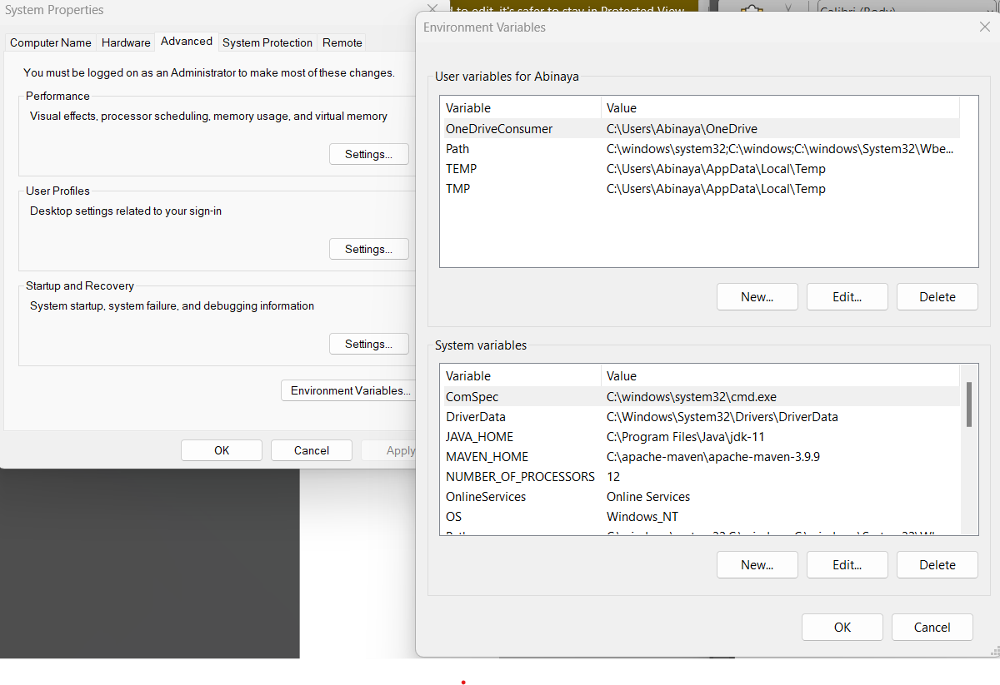 System Properties
l to edit, it's safer to stay in Protected View.
Calibri (Body)
Computer Name Hardware Advanced System Protection Remote
You must be logged on as an Administrator to make most of these changes.
Performance
Visual effects, processor scheduling, memory usage, and virtual memory
Settings...
User Profiles
Desktop settings related to your sign-in
Settings...
Startup and Recovery
System startup, system failure, and debugging information
Settings...
Environment Variables...
OK Cancel Apply
Environment Variables
User variables for Abinaya
Variable Value
OneDriveConsumer C:\Users\Abinaya\OneDrive
Path C:\windows\system32;C:\windows;C:\windows\System32\Wbe...
TEMP C:\Users\Abinaya\AppData\Local\Temp
TMP C:\Users\Abinaya\AppData\Local\Temp
New... Edit... Delete
System variables
Variable Value
ComSpec C:\windows\system32\cmd.exe
DriverData C:\Windows\System32\Drivers\DriverData
JAVA_HOME C:\Program Files\Java\jdk-11
MAVEN_HOME C:\apache-maven\apache-maven-3.9.9
NUMBER_OF_PROCESSORS 12
OnlineServices Online Services
OS Windows_NT
New... Edit... Delete
OK Cancel